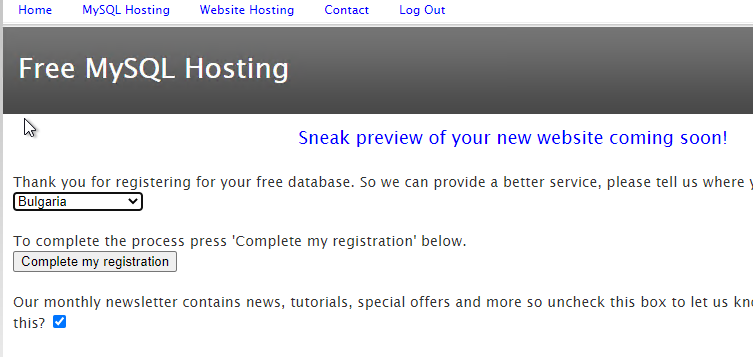 Home MySQL Hosting Website Hosting Contact Log Out
Free MySQL Hosting
Sneak preview of your new website coming soon!
Thank you for registering for your free database. So we can provide a better service, please tell us where
Bulgaria
To complete the process press 'Complete my registration' below.
Complete my registration
Our monthly newsletter contains news, tutorials, special offers and more so uncheck this box to let us
this?